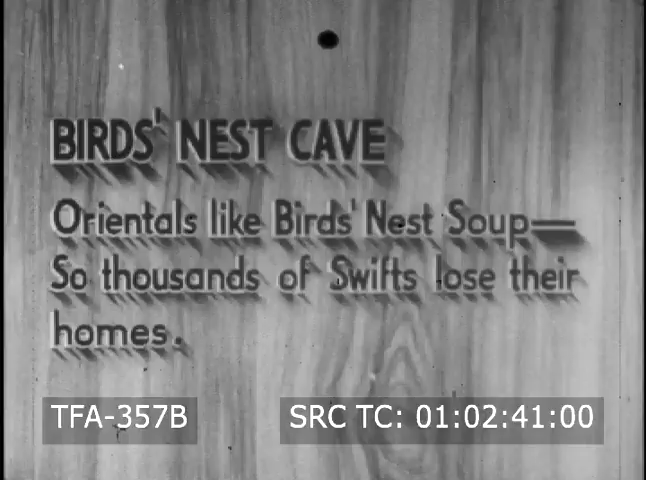 BIRDS' NEST CAVE
Orientals like Birds' Nest Soup—
So thousands of Swifts lose their
homes.
TFA-357B
SRC TC: 01:02:41:00